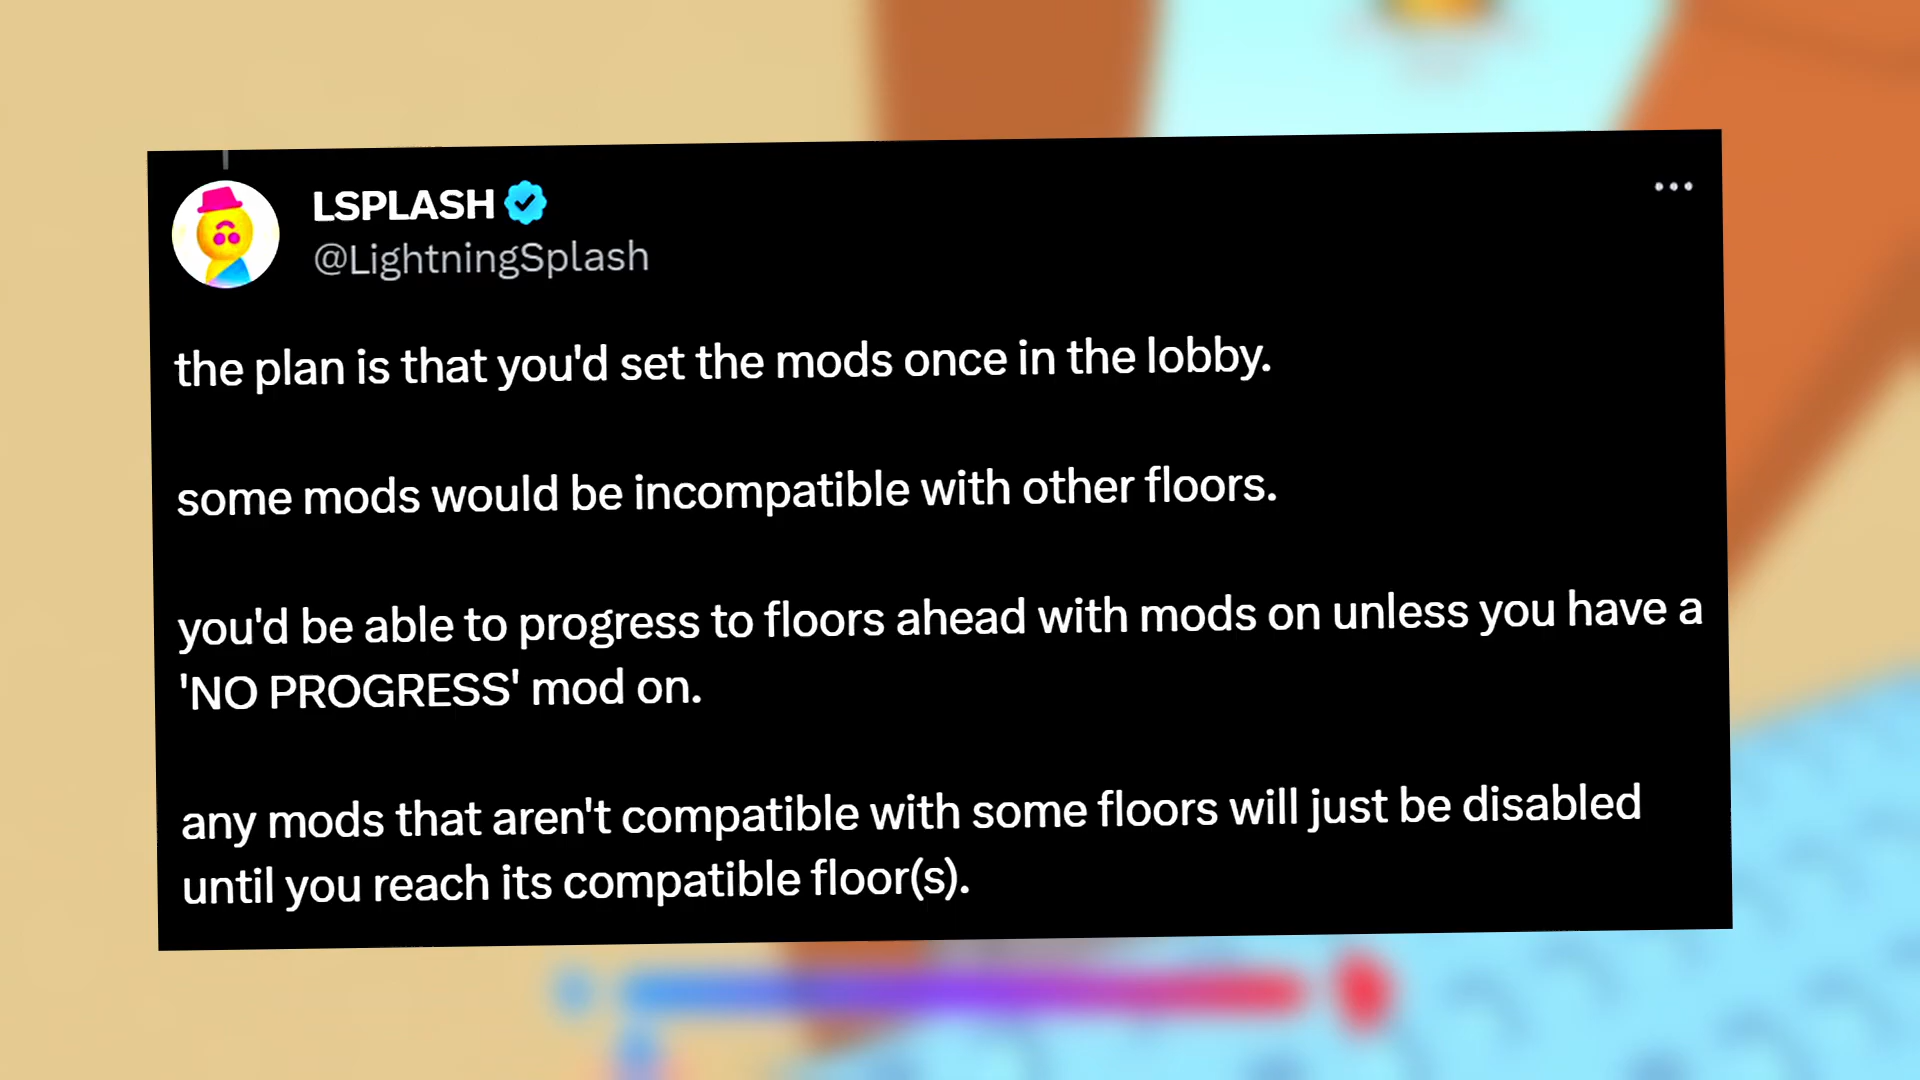 LSPLASH
@LightningSplash
the plan is that you'd set the mods once in the lobby.
some mods would be incompatible with other floors.
you'd be able to progress to floors ahead with mods on unless you have a
'NO PROGRESS' mod on.
any mods that aren't compatible with some floors will just be disabled
until you reach its compatible floor(s).